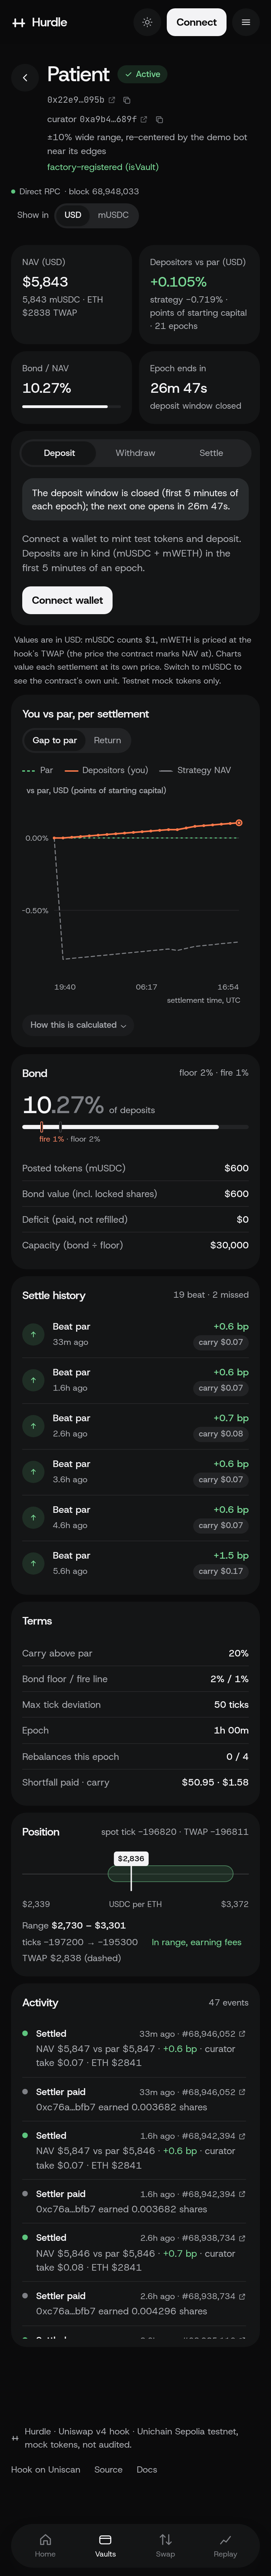 Hurdle
Connect
Patient
Active
0x22e9…095b
curator 0xa9b4…689f
±10% wide range, re-centered by the demo bot
near its edges
factory-registered (isVault)
Direct RPC · block 68,948,033
Show in
USD
mUSDC
NAV (USD)
$5,843
5,843 mUSDC · ETH
$2838 TWAP
Depositors vs par (USD)
+0.105%
strategy −0.719% ·
points of starting capital
· 21 epochs
Bond / NAV
10.27%
Epoch ends in
26m 47s
deposit window closed
Deposit
Withdraw
Settle
The deposit window is closed (first 5 minutes of
each epoch); the next one opens in 26m 47s.
Connect a wallet to mint test tokens and deposit.
Deposits are in kind (mUSDC + mWETH) in the
first 5 minutes of an epoch.
Connect wallet
Values are in USD: mUSDC counts $1, mWETH is priced at the
hook's TWAP (the price the contract marks NAV at). Charts
value each settlement at its own price. Switch to mUSDC to
see the contract's own unit. Testnet mock tokens only.
You vs par, per settlement
Gap to par
Return
Par
Depositors (you)
Strategy NAV
vs par, USD (points of starting capital)
0.00%
−0.50%
19:40
06:17
16:54
settlement time, UTC
How is this calculated
Bond
floor 2% · fire 1%
10.27% of deposits
fire 1% · floor 2%
Posted tokens (mUSDC)
$600
Bond value (incl. locked shares)
$600
Deficit (paid, not refilled)
$0
Capacity (bond ÷ floor)
$30,000
Settle history
19 beat · 2 missed
Beat par
+0.6 bp
33m ago
carry $0.07
Beat par
+0.6 bp
1.6h ago
carry $0.07
Beat par
+0.7 bp
2.6h ago
carry $0.08
Beat par
+0.6 bp
3.6h ago
carry $0.07
Beat par
+0.6 bp
4.6h ago
carry $0.07
Beat par
+1.5 bp
5.6h ago
carry $0.17
Terms
Carry above par
20%
Bond floor / fire line
2% / 1%
Max tick deviation
50 ticks
Epoch
1h 00m
Rebalances this epoch
0 / 4
Shortfall paid · carry
$50.95 · $1.58
Position
spot tick −196820 · TWAP −196811
$2,836
$2,339
USDC per ETH
$3,372
Range $2,730 – $3,301
ticks −197200 → −195300
In range, earning fees
TWAP $2,838 (dashed)
Activity
47 events
Settled
33m ago · #68,946,052
NAV $5,847 vs par $5,847 · +0.6 bp · curator
take $0.07 · ETH $2841
Settler paid
33m ago · #68,946,052
0xc76a…bfb7 earned 0.003682 shares
Settled
1.6h ago · #68,942,394
NAV $5,847 vs par $5,846 · +0.6 bp · curator
take $0.07 · ETH $2841
Settler paid
1.6h ago · #68,942,394
0xc76a…bfb7 earned 0.003682 shares
Settled
2.6h ago · #68,938,734
NAV $5,846 vs par $5,846 · +0.7 bp · curator
take $0.08 · ETH $2841
Settler paid
2.6h ago · #68,938,734
0xc76a…bfb7 earned 0.004296 shares
Hurdle · Uniswap v4 hook · Unichain Sepolia testnet,
mock tokens, not audited.
Hook on Uniscan
Source
Docs
Home
Vaults
Swap
Replay